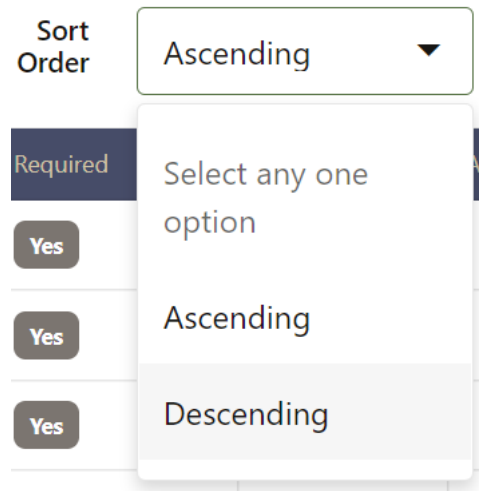 Sort
Order
Ascending
Required
Select any one
option
Yes
Ascending
Yes
Descending
Yes